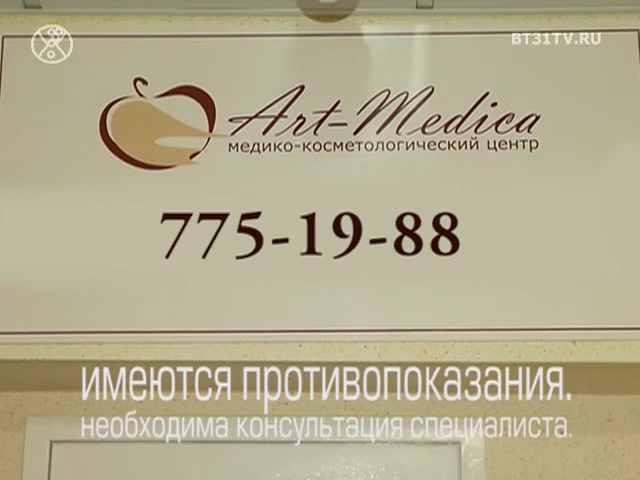 BT31TV.RU
Art-Medica
медико-косметологический центр
775-19-88
имеются противопоказания.
необходима консультация специалиста.